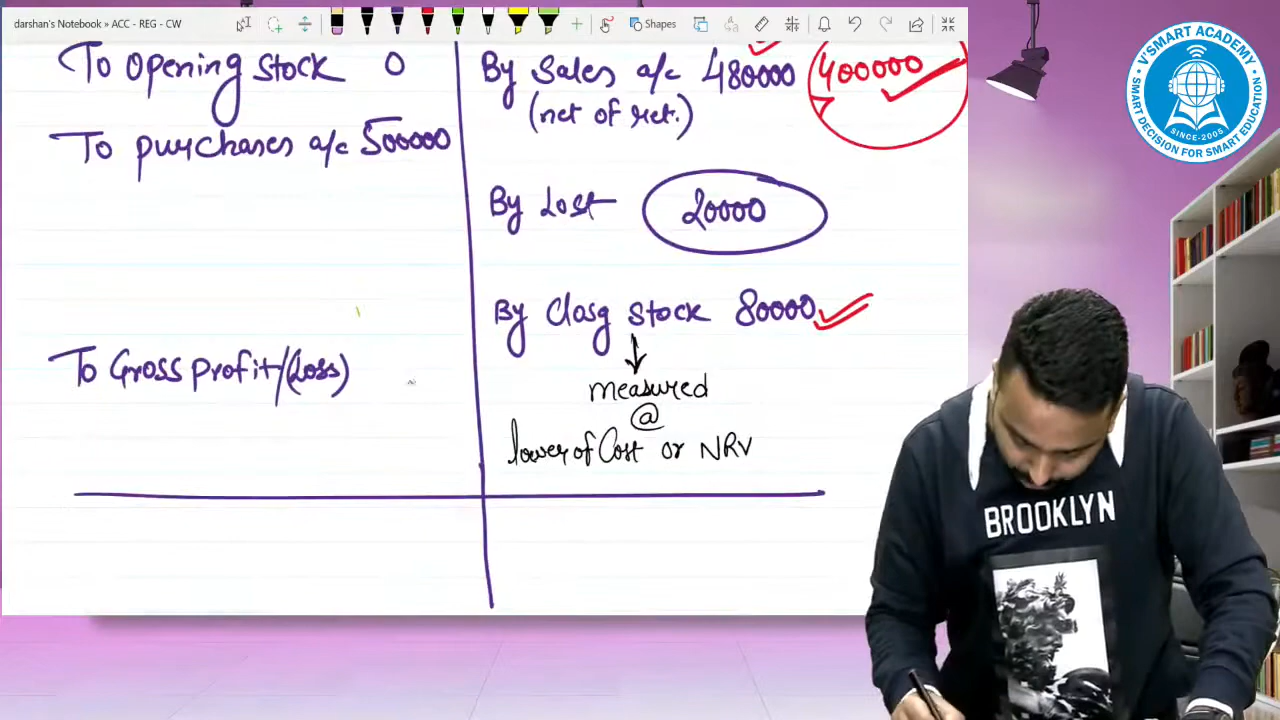 darshan's Notebook » ACC - REG - CW
Shapes
To Opening stock 0
To purchases a/c 500000
To Gross profit/(Loss)
By Sales a/c 480000 400000
(net of ret.)
By Lost 20000
By Closg stock 80000
measured
@
lower of Cost or NRV
V'SMART ACADEMY
SINCE-2005
SMART DECISION FOR SMART EDUCATION
BROOKLYN